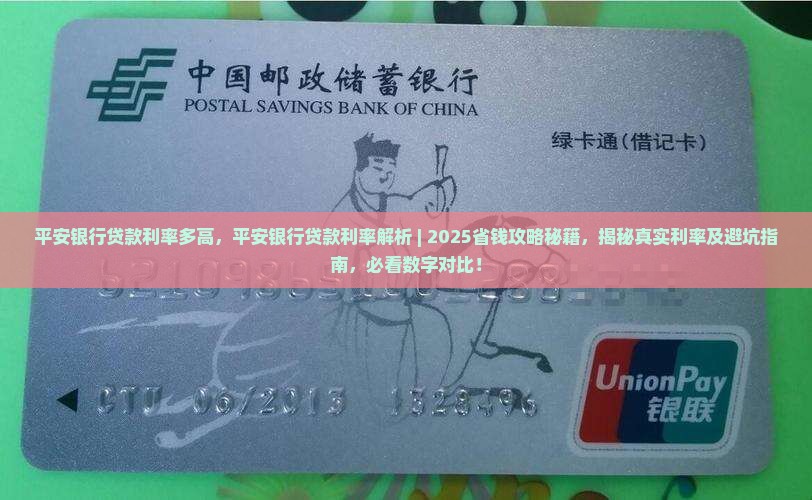 中国邮政储蓄银行
POSTAL SAVINGS BANK OF CHINA
绿卡通(借记卡)
平安银行贷款利率多高，平安银行贷款利率解析 | 2025省钱攻略秘籍，揭秘真实利率及避坑指
南，必看数字对比！
06/2013 1328496
UnionPay
银联